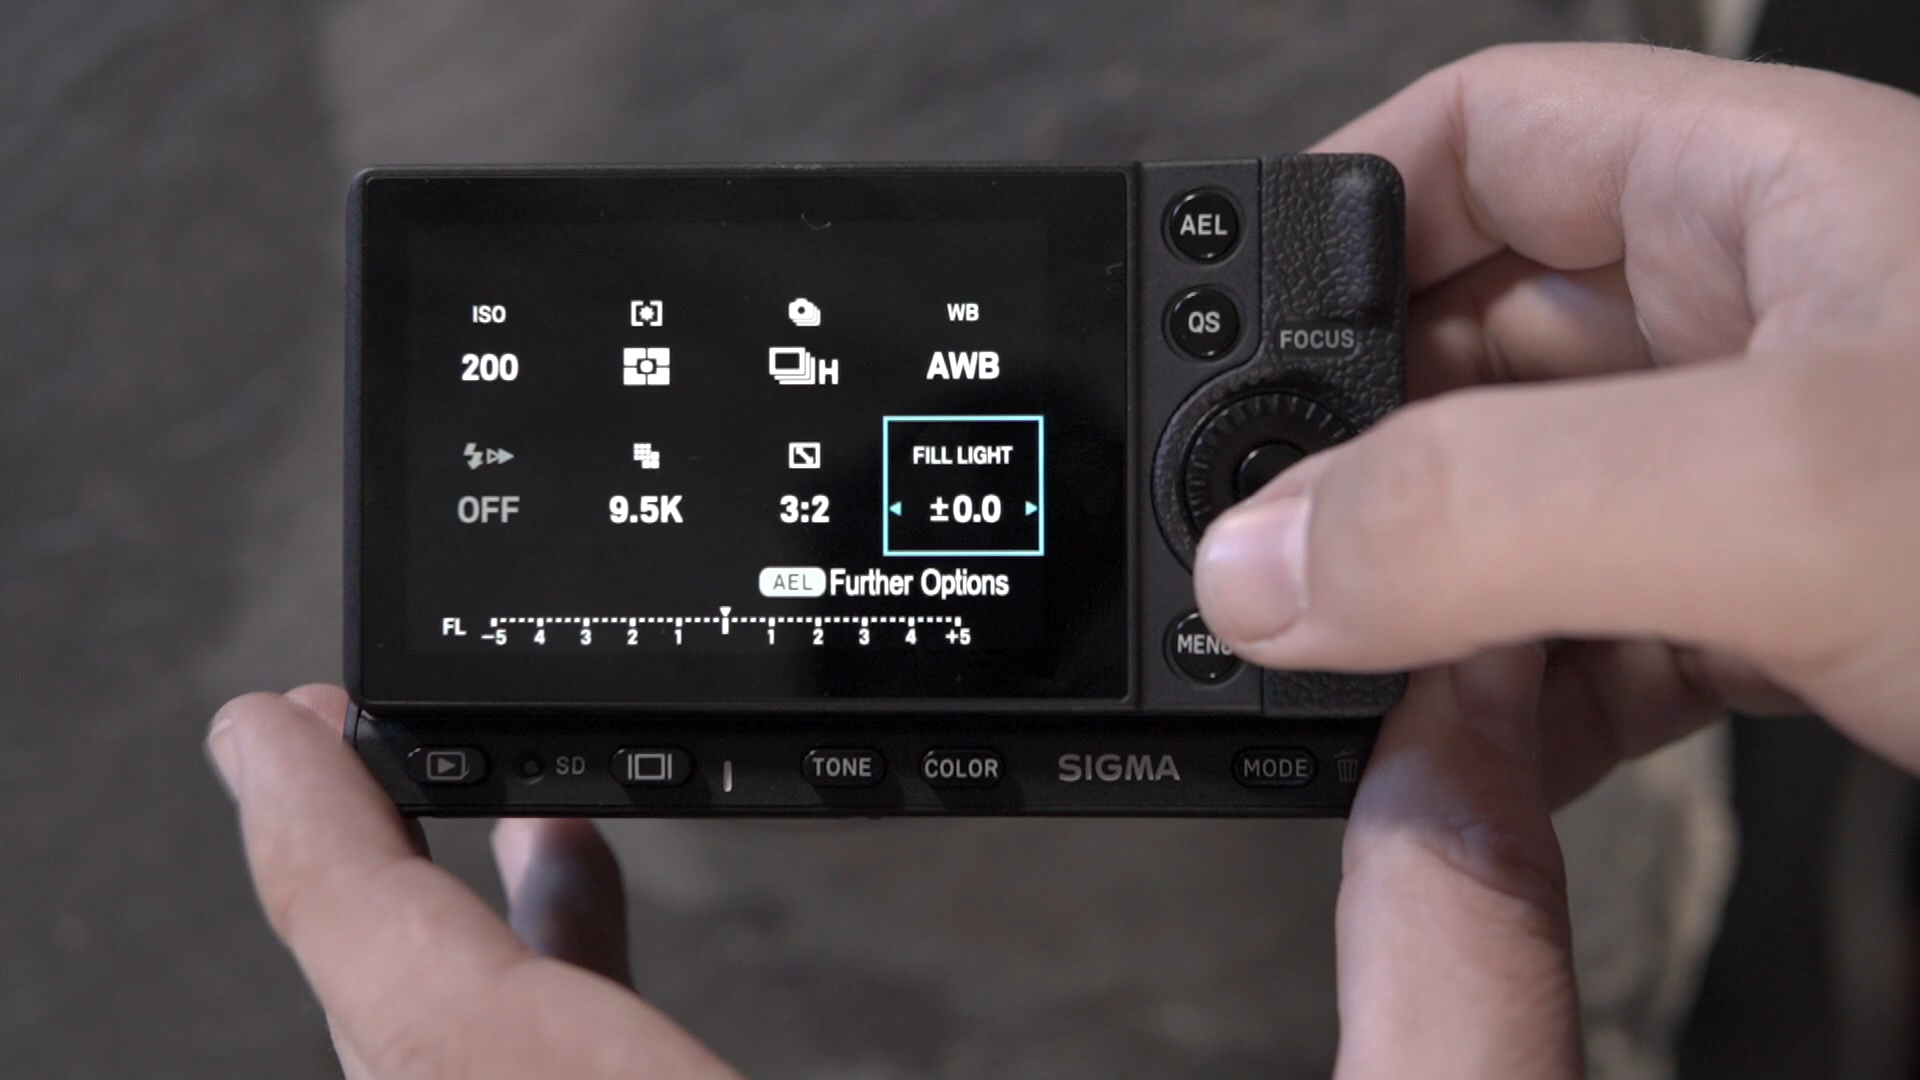 ISO
WB
200
H
AWB
FILL LIGHT
OFF
9.5K
3:2
±0.0
AEL Further Options
FL -5 4 3 2 1 1 2 3 4 +5
AEL
QS
FOCUS
MENU
SD
TONE
COLOR
SIGMA
MODE